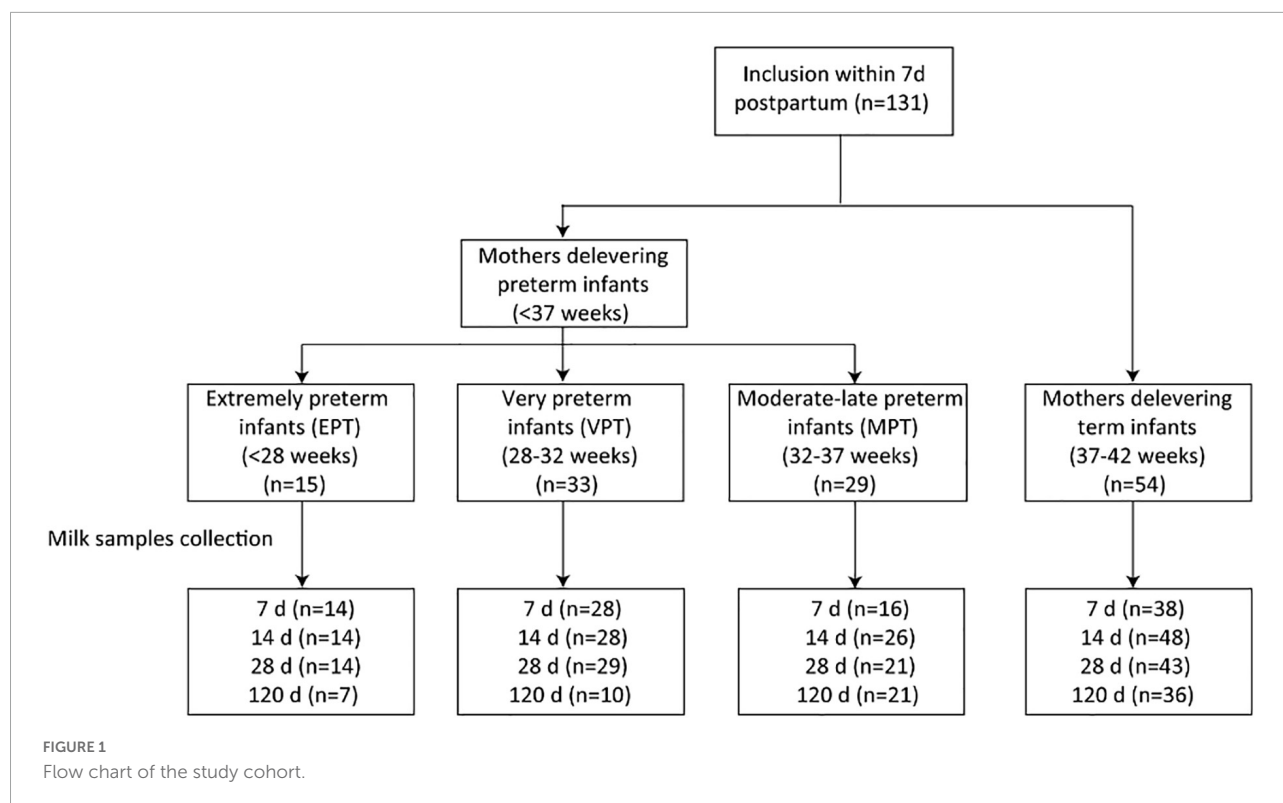 Inclusion within 7d
postpartum (n=131)
Mothers delevering
preterm infants
(<37 weeks)
Extremely preterm
infants (EPT)
(<28 weeks)
(n=15)
Very preterm
infants (VPT)
(28-32 weeks)
(n=33)
Moderate-late preterm
infants (MPT)
(32-37 weeks)
(n=29)
Mothers delevering
term infants
(37-42 weeks)
(n=54)
Milk samples collection
7 d (n=14)
14 d (n=14)
28 d (n=14)
120 d (n=7)
7 d (n=28)
14 d (n=28)
28 d (n=29)
120 d (n=10)
7 d (n=16)
14 d (n=26)
28 d (n=21)
120 d (n=21)
7 d (n=38)
14 d (n=48)
28 d (n=43)
120 d (n=36)
FIGURE 1
Flow chart of the study cohort.